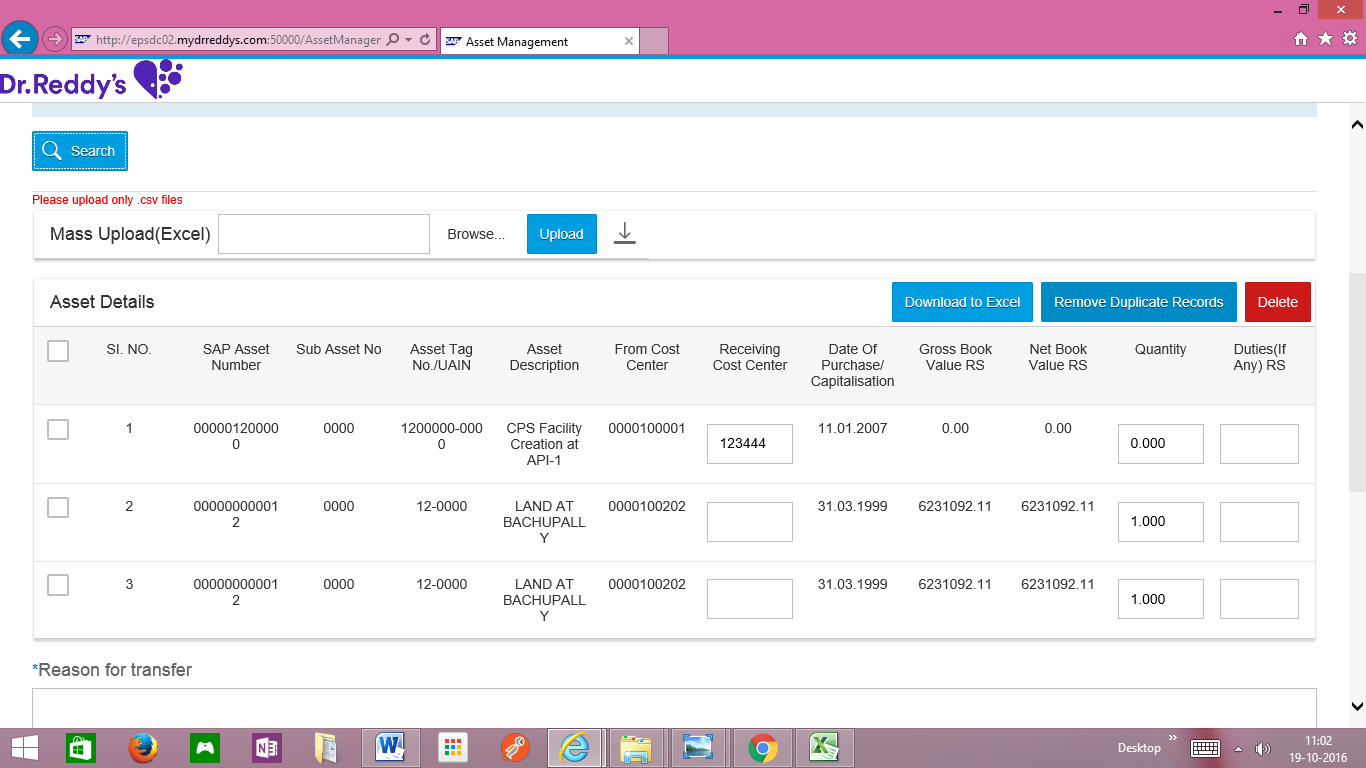 http://epsdc02.mydrreddys.com:50000/AssetManager
SAP Asset Management
Dr.Reddy's
Search
Please upload only .csv files
Mass Upload(Excel) Browse... Upload
Asset Details Download to Excel Remove Duplicate Records Delete
SI. NO. SAP Asset Sub Asset No Asset Tag Asset From Cost Receiving Date Of Gross Book Net Book Quantity Duties(If
Number No./UAIN Description Center Cost Center Purchase/ Value RS Value RS Any) RS
Capitalisation
1 00000120000 0000 1200000-000 CPS Facility 0000100001 11.01.2007 0.00 0.00
0 0 Creation at 123444 0.000
API-1
2 00000000001 0000 12-0000 LAND AT 0000100202 31.03.1999 6231092.11 6231092.11
2 BACHUPALL 1.000
Y
3 00000000001 0000 12-0000 LAND AT 0000100202 31.03.1999 6231092.11 6231092.11
2 BACHUPALL 1.000
Y
*Reason for transfer
Desktop
11:02
19-10-2016